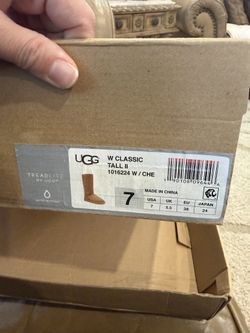 UGG
W CLASSIC
TALL II
1016224 W / CHE
TREADLITE
BY UGG
7
MADE IN CHINA
USA UK EU JAPAN
7 5.5 38 24